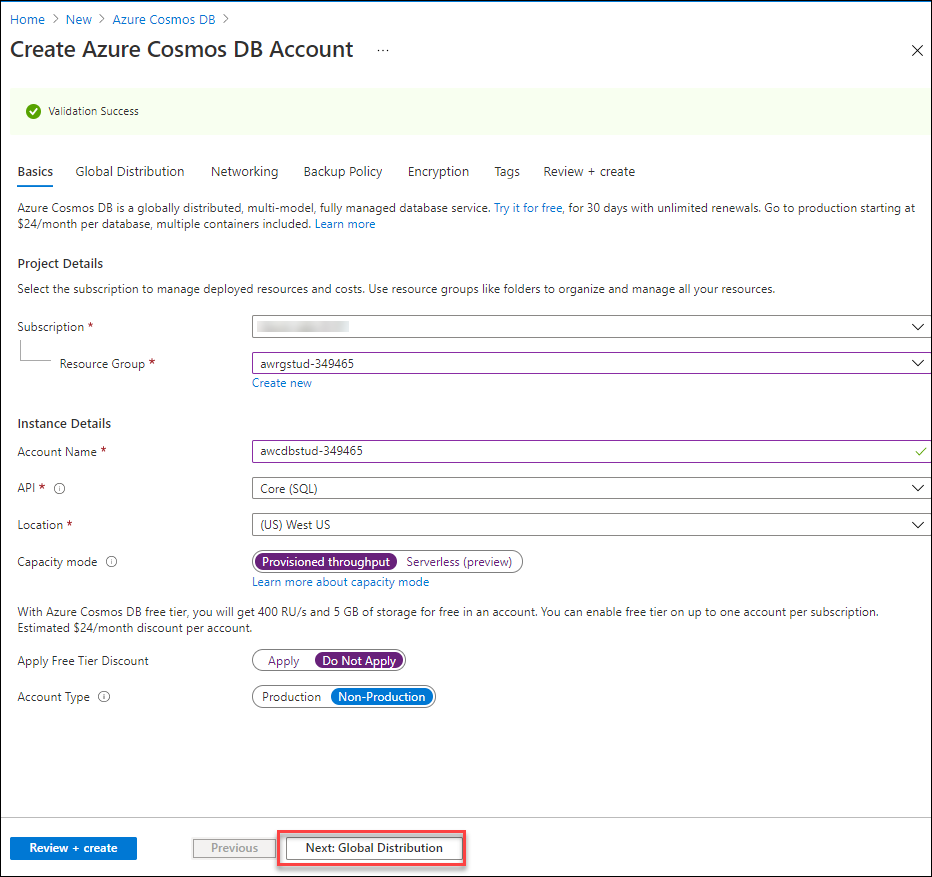 Home > New > Azure Cosmos DB >
Create Azure Cosmos DB Account ...
Validation Success
Basics Global Distribution Networking Backup Policy Encryption Tags Review + create
Azure Cosmos DB is a globally distributed, multi-model, fully managed database service. Try it for free, for 30 days with unlimited renewals. Go to production starting at
$24/month per database, multiple containers included. Learn more
Project Details
Select the subscription to manage deployed resources and costs. Use resource groups like folders to organize and manage all your resources.
Subscription *
Resource Group * awrgstud-349465
Create new
Instance Details
Account Name * awcdbstud-349465
API * Core (SQL)
Location * (US) West US
Capacity mode Provisioned throughput Serverless (preview)
Learn more about capacity mode
With Azure Cosmos DB free tier, you will get 400 RU/s and 5 GB of storage for free in an account. You can enable free tier on up to one account per subscription.
Estimated $24/month discount per account.
Apply Free Tier Discount Apply Do Not Apply
Account Type Production Non-Production
Review + create Previous Next: Global Distribution